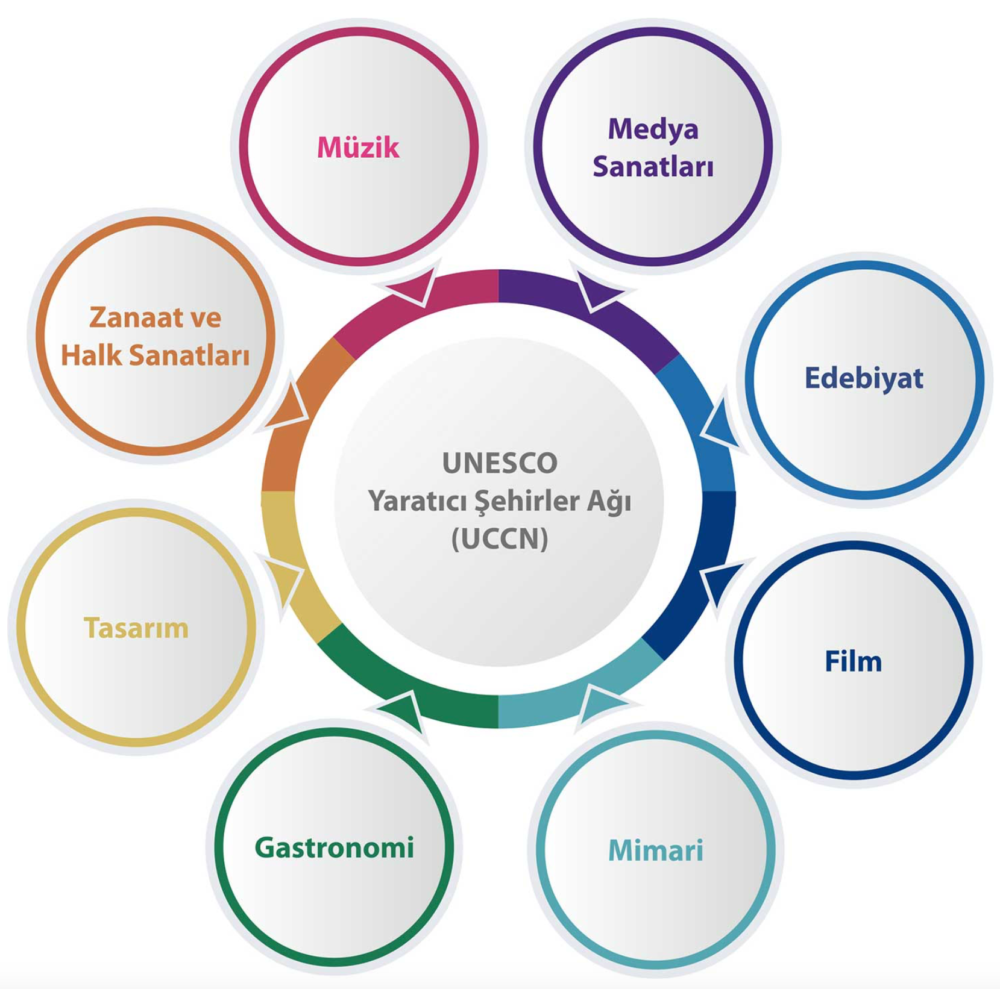 Müzik
Medya
Sanatları
Zanaat ve
Halk Sanatları
Edebiyat
UNESCO
Yaratıcı Şehirler Ağı
(UCCN)
Tasarım
Film
Gastronomi
Mimari